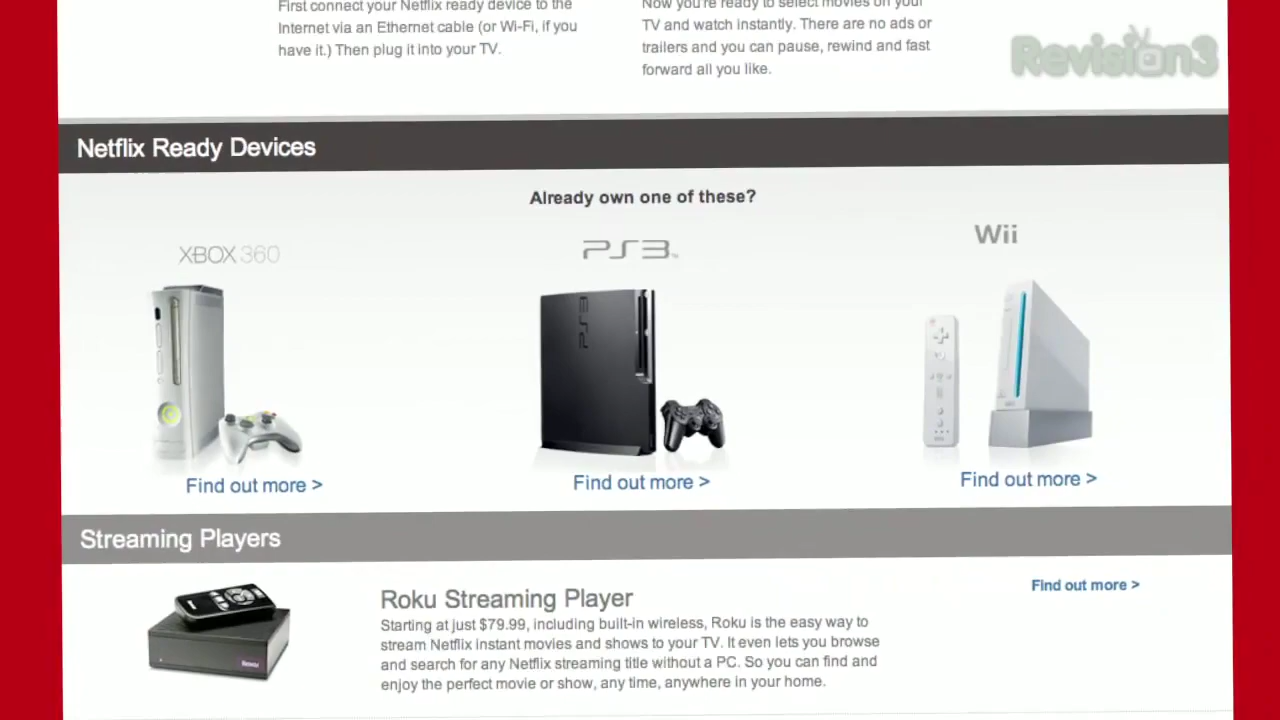 First connect your Netflix ready device to the
Internet via an Ethernet cable (or Wi-Fi, if you
have it.) Then plug it into your TV.
Now you're ready to select movies on your
TV and watch instantly. There are no ads or
trailers and you can pause, rewind and fast
forward all you like.
Revision3
Netflix Ready Devices
Already own one of these?
XBOX 360
PS3
Wii
PS3
Wii
Find out more >
Find out more >
Find out more >
Streaming Players
Roku Streaming Player
Find out more >
Starting at just $79.99, including built-in wireless, Roku is the easy way to
stream Netflix instant movies and shows to your TV. It even lets you browse
and search for any Netflix streaming title without a PC. So you can find and
enjoy the perfect movie or show, any time, anywhere in your home.
Roku